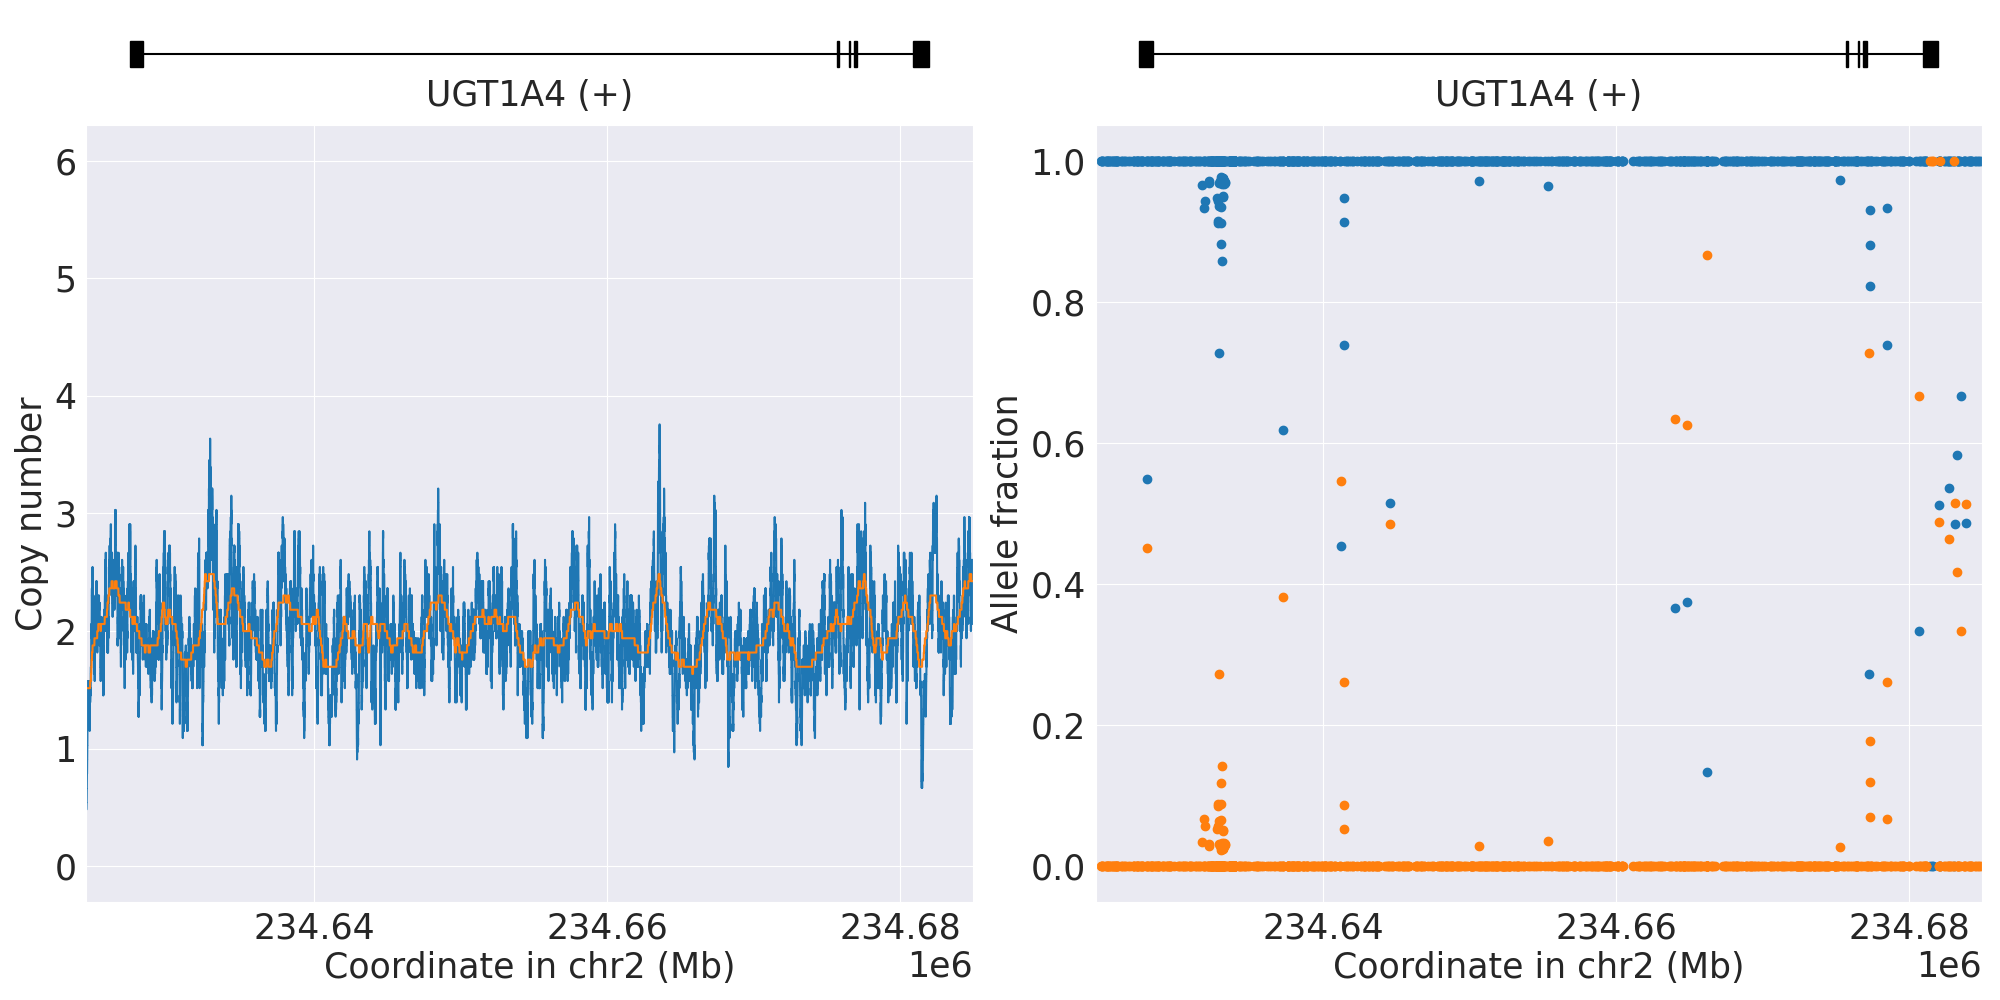 UGT1A4 (+)
6
5
4
3
2
1
0
Copy number
234.64
234.66
234.68
Coordinate in chr2 (Mb)
1e6
UGT1A4 (+)
1.0
0.8
0.6
0.4
0.2
0.0
Allele fraction
234.64
234.66
234.68
Coordinate in chr2 (Mb)
1e6